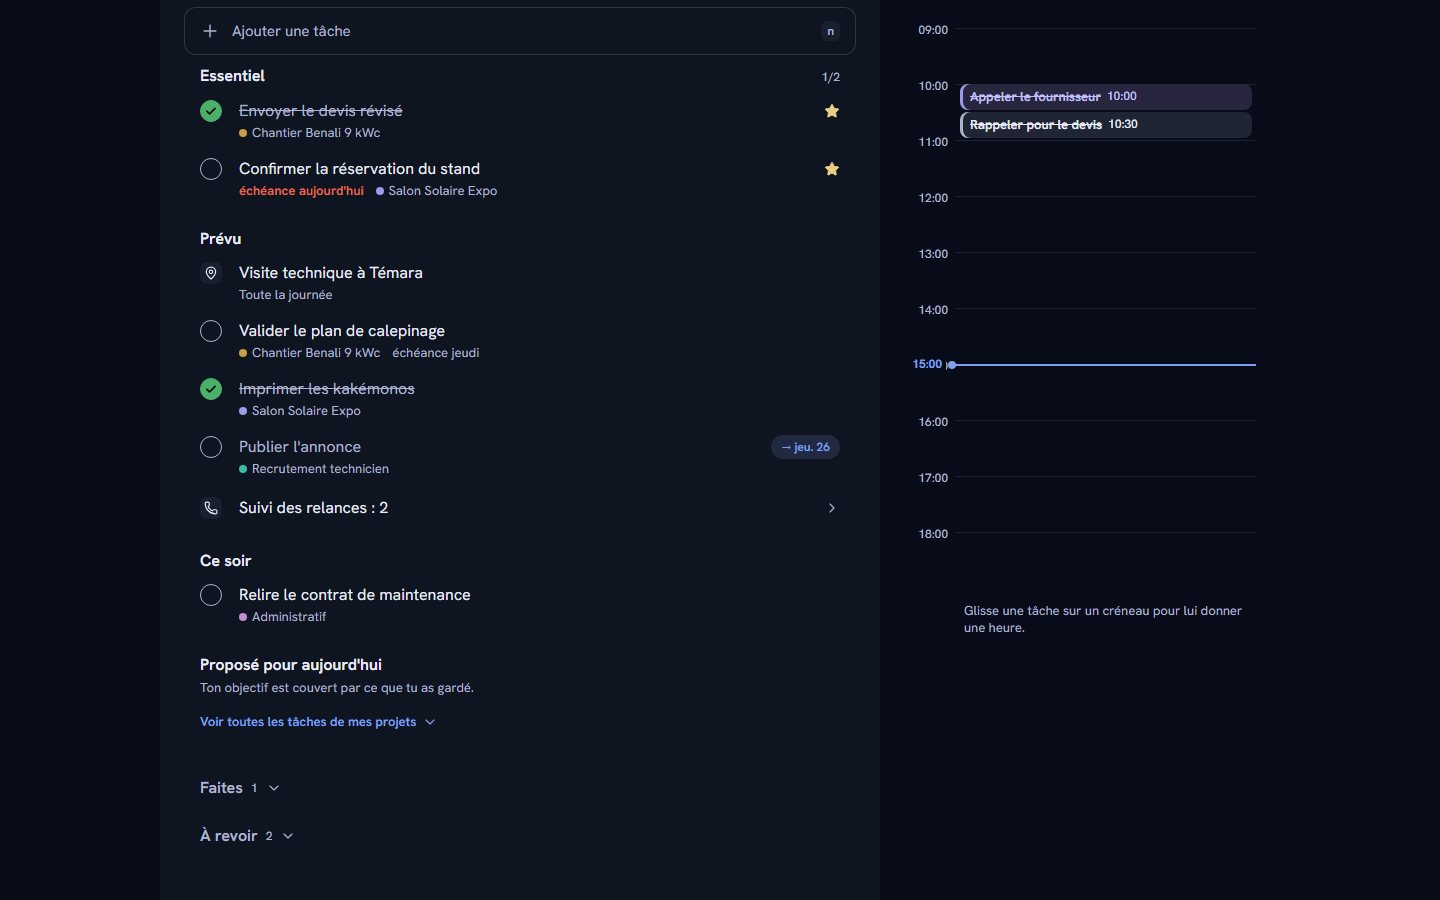 Ajouter une tâche n
Essentiel 1/2
Envoyer le devis révisé
Chantier Benali 9 kWc
Confirmer la réservation du stand
échéance aujourd'hui Salon Solaire Expo
Prévu
Visite technique à Témara
Toute la journée
Valider le plan de calepinage
Chantier Benali 9 kWc échéance jeudi
Imprimer les kakémonos
Salon Solaire Expo
Publier l'annonce → jeu. 26
Recrutement technicien
Suivi des relances : 2
Ce soir
Relire le contrat de maintenance
Administratif
Proposé pour aujourd'hui
Ton objectif est couvert par ce que tu as gardé.
Voir toutes les tâches de mes projets
Faites 1
À revoir 2
09:00
10:00
Appeler le fournisseur 10:00
Rappeler pour le devis 10:30
11:00
12:00
13:00
14:00
15:00
16:00
17:00
18:00
Glisse une tâche sur un créneau pour lui donner
une heure.